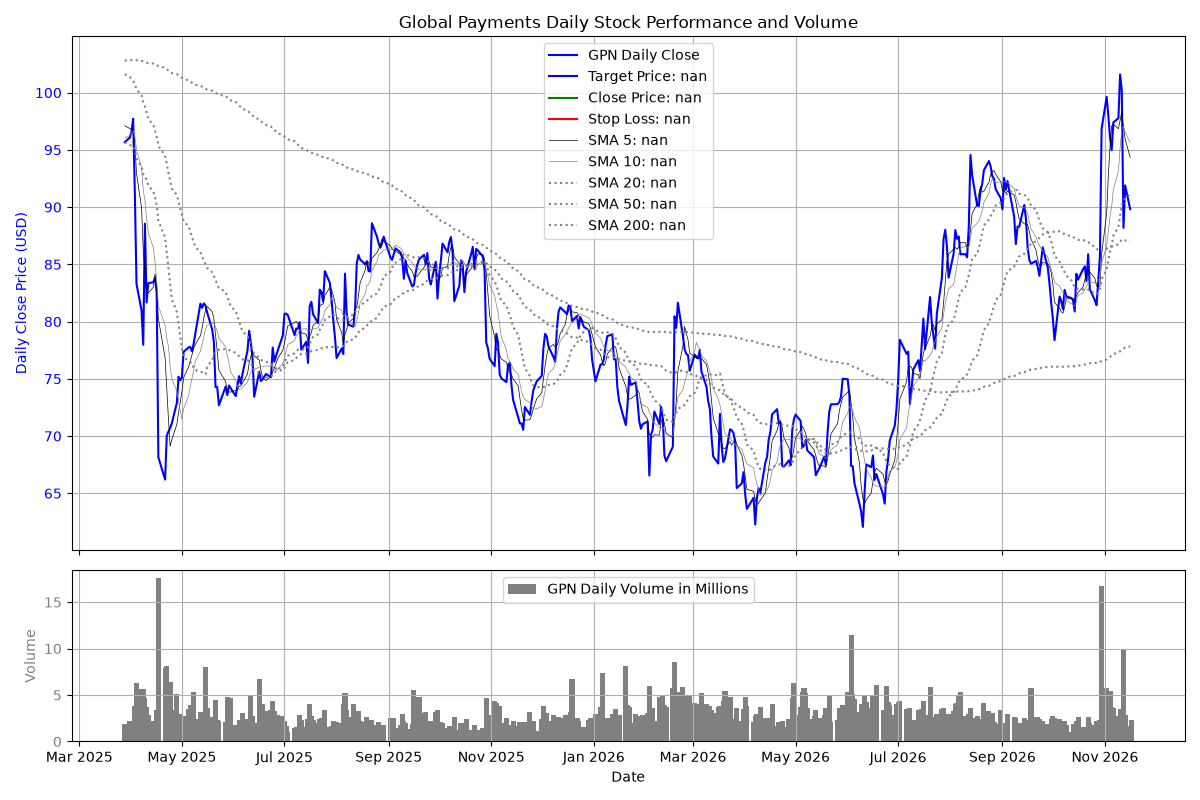 Global Payments Daily Stock Performance and Volume
GPN Daily Close
Target Price: nan
Close Price: nan
Stop Loss: nan
SMA 5: nan
SMA 10: nan
SMA 20: nan
SMA 50: nan
SMA 200: nan
Daily Close Price (USD)
100
95
90
85
80
75
70
65
GPN Daily Volume in Millions
Volume
15
10
5
0
Mar 2025
May 2025
Jul 2025
Sep 2025
Nov 2025
Jan 2026
Mar 2026
May 2026
Jul 2026
Sep 2026
Nov 2026
Date